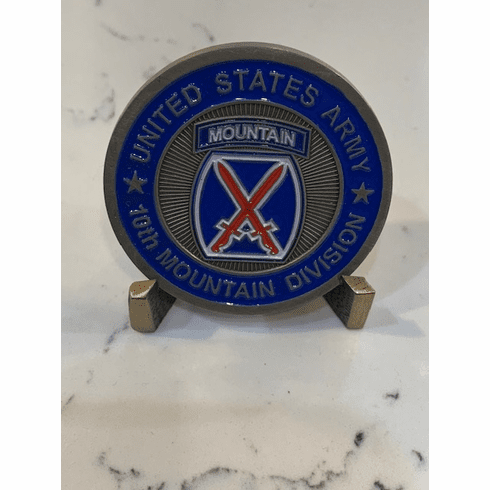 UNITED STATES ARMY
MOUNTAIN
10th MOUNTAIN DIVISION